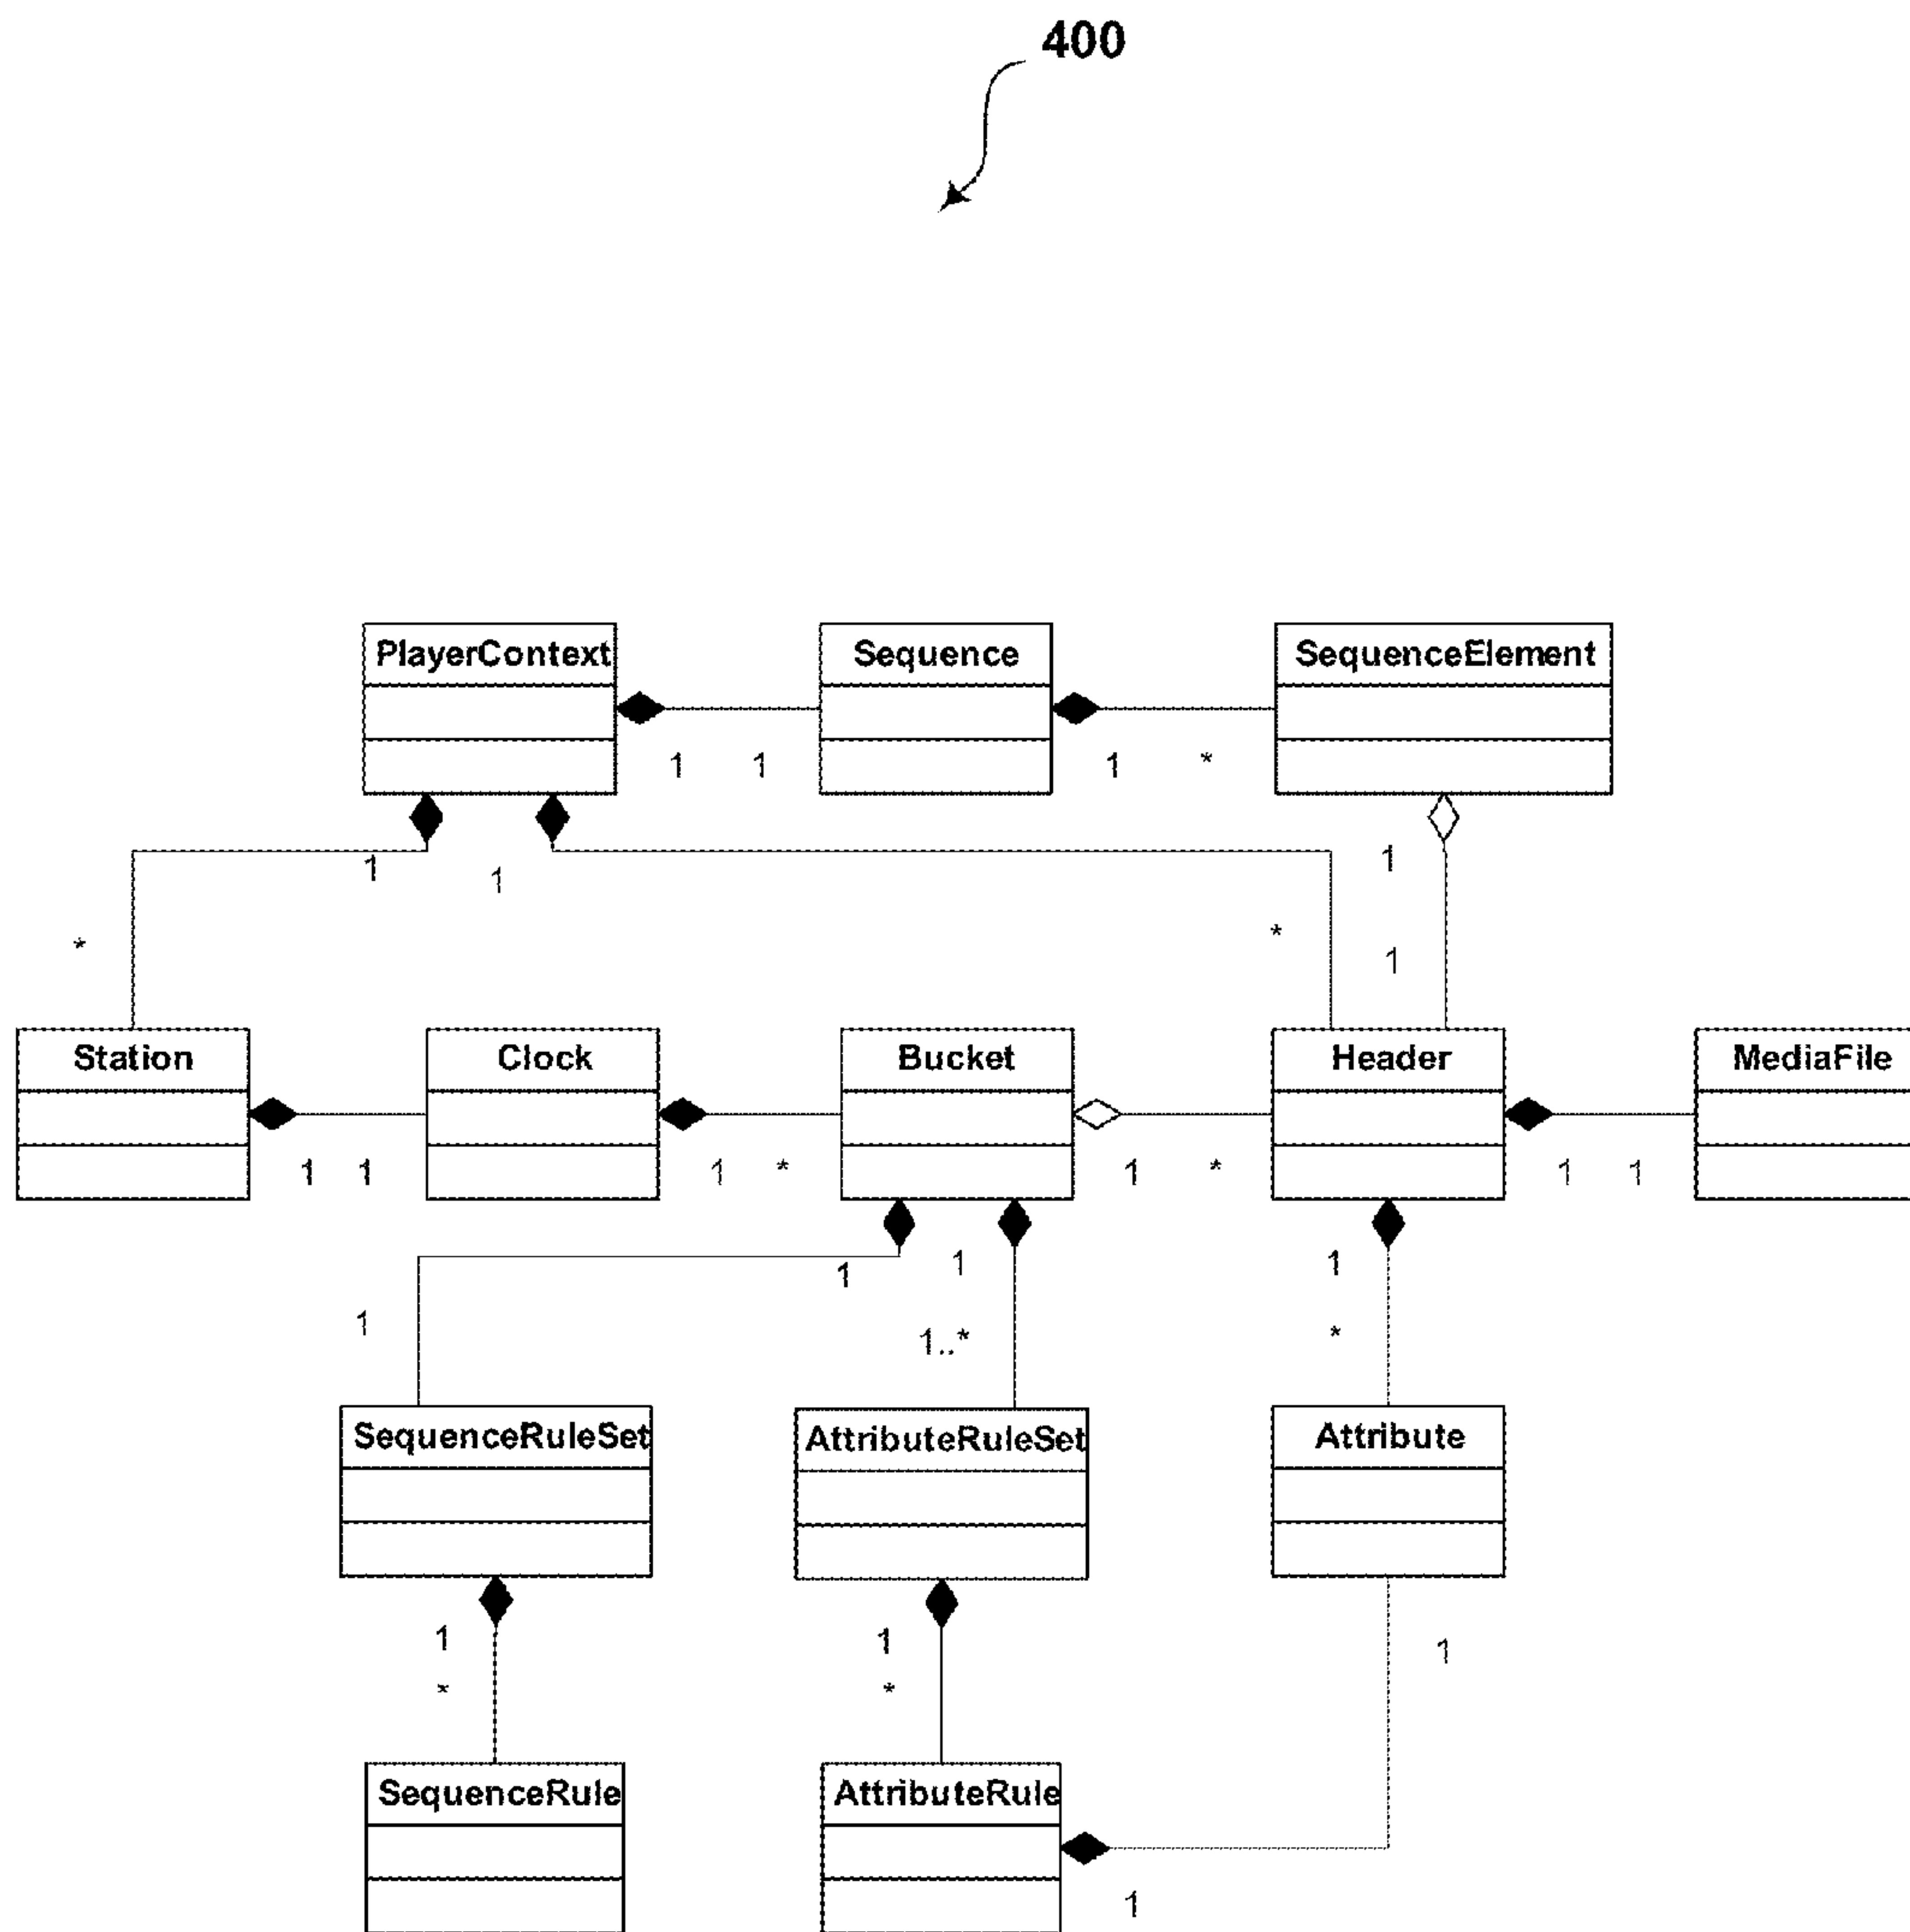 400
PlayerContext
Sequence
SequenceElement
1 1
1 *
1
1
1
*
*
1
Station
Clock
Bucket
Header
MediaFile
1 1
1 *
1 *
1 1
1
1
1
1
1..*
*
SequenceRuleSet
AttributeRuleSet
Attribute
1
1
1
*
*
SequenceRule
AttributeRule
1